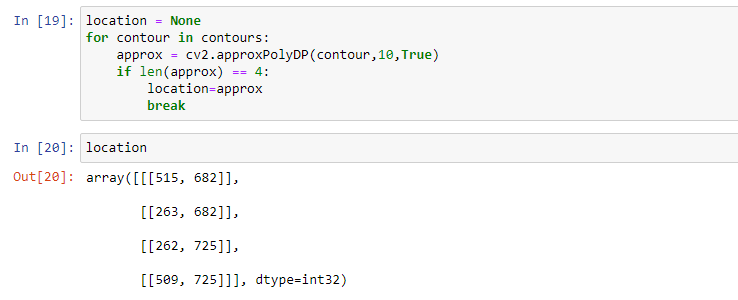 In [19]: location = None
for contour in contours:
    approx = cv2.approxPolyDP(contour,10,True)
    if len(approx) == 4:
        location=approx
        break
In [20]: location
Out[20]: array([[[515, 682]],
       [[263, 682]],
       [[262, 725]],
       [[509, 725]]], dtype=int32)